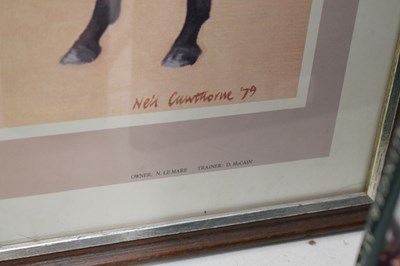 Neil Cawthorne '79
OWNER: N. LE MARE TRAINER: D. McCAIN